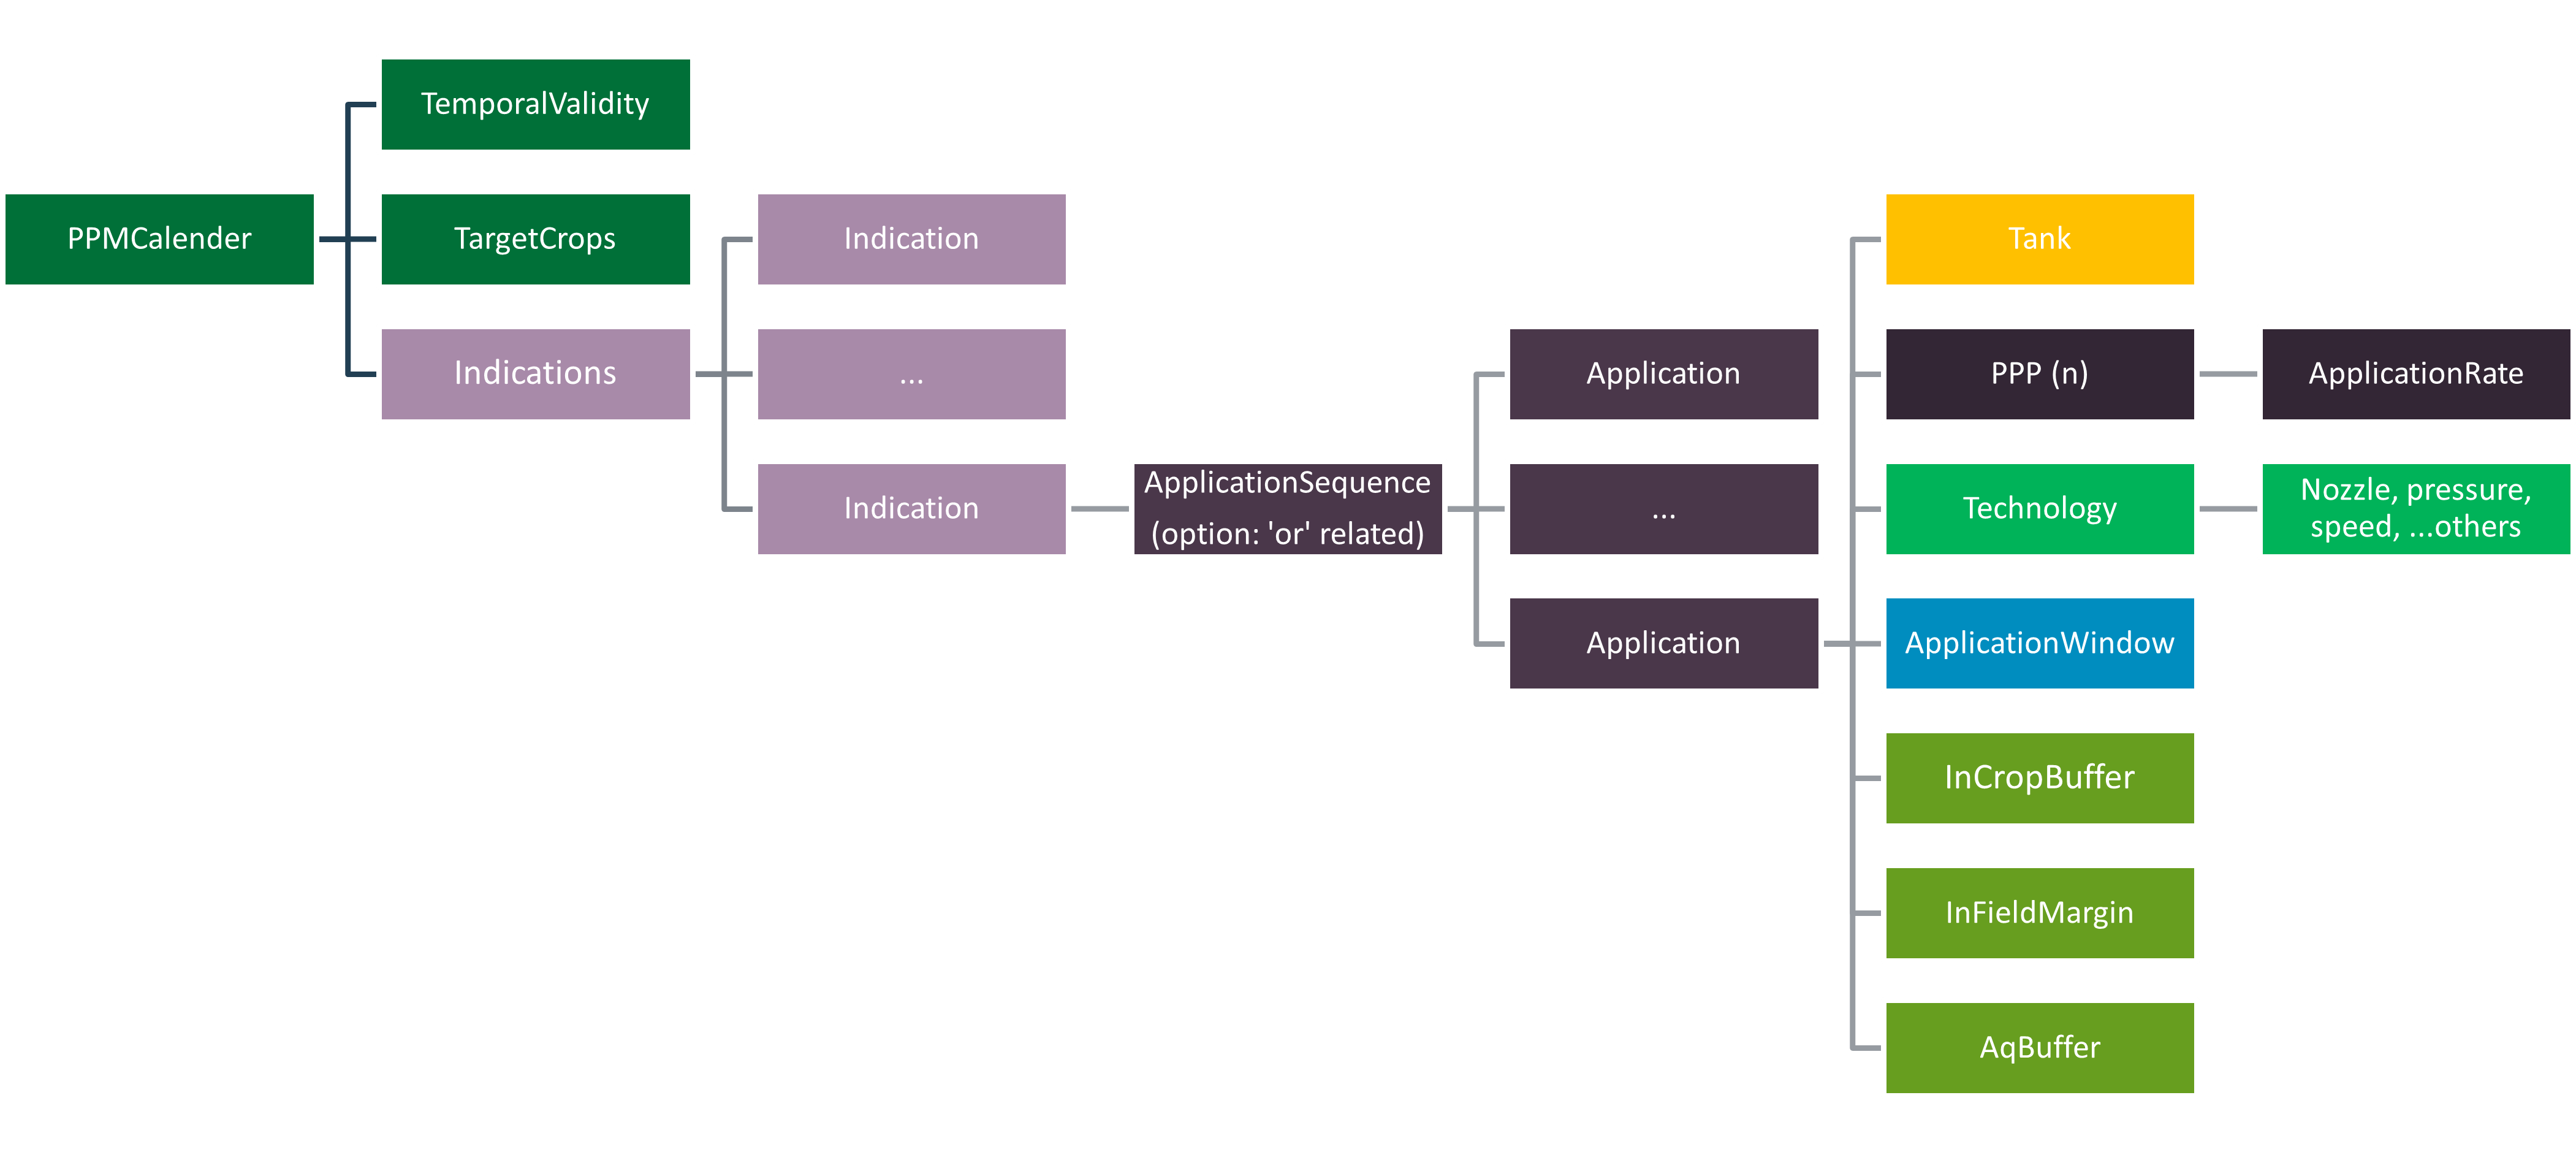 TemporalValidity
PPMCalender
TargetCrops
Indications
Indication
...
Indication
ApplicationSequence
(option: 'or' related)
Application
...
Application
Tank
PPP (n)
ApplicationRate
Technology
Nozzle, pressure,
speed, ...others
ApplicationWindow
InCropBuffer
InFieldMargin
AqBuffer